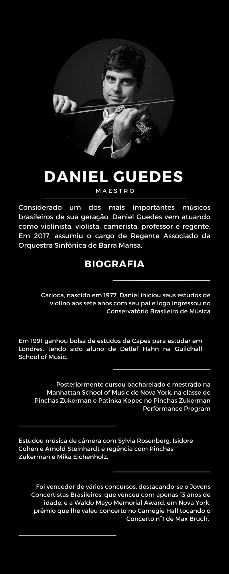 DANIEL GUEDES
MAESTRO
Considerado um dos mais importantes músicos
brasileiros de sua geração, Daniel Guedes vem atuando
como violinista, violista, camerista, professor e regente.
Em 2017, assumiu o cargo de Regente Associado da
Orquestra Sinfônica de Barra Mansa.
BIOGRAFIA
Carioca, nascido em 1977, Daniel iniciou seus estudos de
violino aos sete anos com seu pai e logo ingressou no
Conservatório Brasileiro de Música
Em 1991 ganhou bolsa de estudos da Capes para estudar em
Londres, tendo sido aluno de Detlef Hahn na Guildhall
School of Music.
Posteriormente cursou bacharelado e mestrado na
Manhattan School of Music de Nova York, na classe de
Pinchas Zukerman e Patinka Kopec no Pinchas Zukerman
Performance Program
Estudou música de câmera com Sylvia Rosenberg, Isidore
Cohen e Arnold Steinhardt e regência com Pinchas
Zukerman e Mika Eichenholz.
Foi vencedor de vários concursos, destacando-se o Jovens
Concertistas Brasileiros, que venceu com apenas 13 anos de
idade, e a Waldo Mayo Memorial Award, em Nova York,
prêmio que lhe valeu concerto no Carnegie Hall tocando o
Concerto nº1 de Max Bruch.